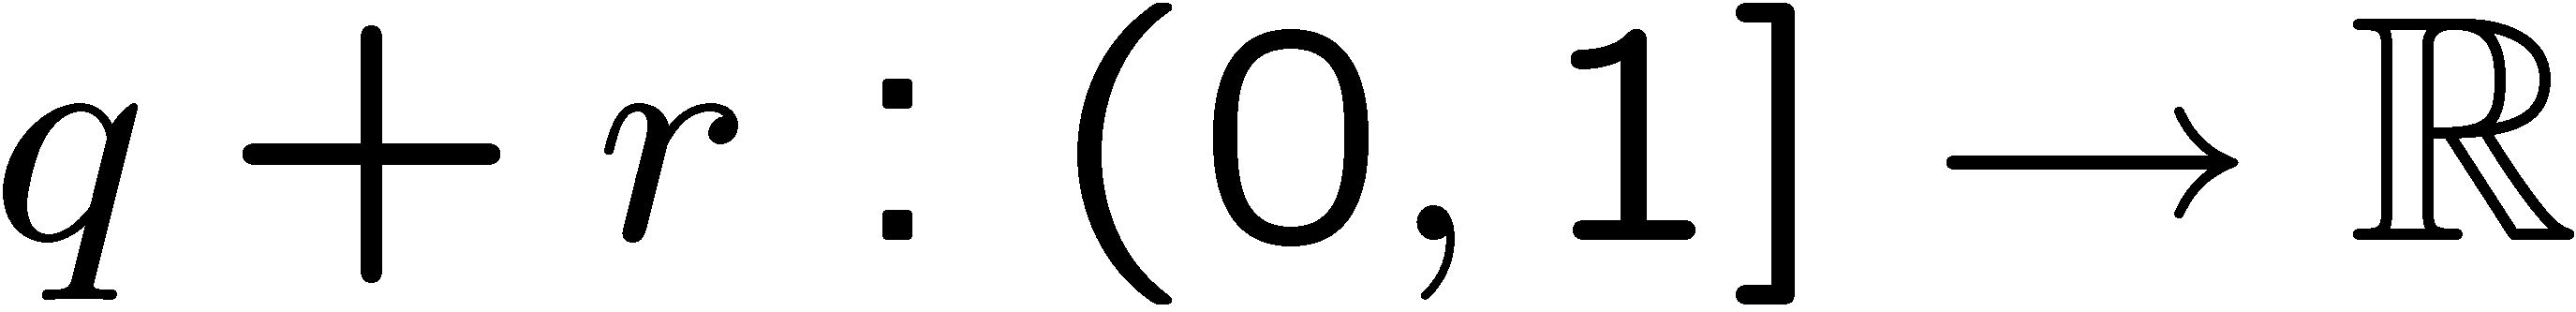 q + r : (0, 1] → ℝ